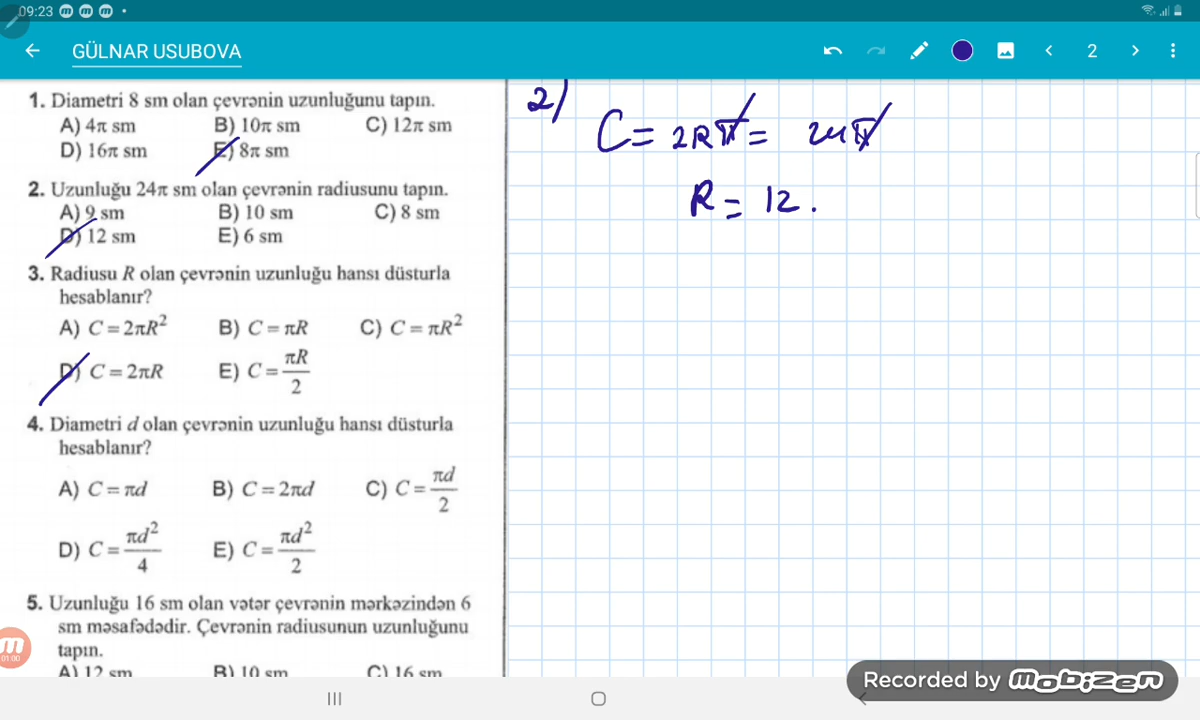 09:23
GÜLNAR USUBOVA
2
1. Diametri 8 sm olan çevrənin uzunluğunu tapın.
A) 4π sm B) 10π sm C) 12π sm
D) 16π sm E) 8π sm
2. Uzunluğu 24π sm olan çevrənin radiusunu tapın.
A) 9 sm B) 10 sm C) 8 sm
D) 12 sm E) 6 sm
3. Radiusu R olan çevrənin uzunluğu hansı düsturla
hesablanır?
A) C = 2πR² B) C = πR C) C = πR²
D) C = 2πR E) C = πR/2
4. Diametri d olan çevrənin uzunluğu hansı düsturla
hesablanır?
A) C = πd B) C = 2πd C) C = πd/2
D) C = πd²/4 E) C = πd²/2
5. Uzunluğu 16 sm olan vətər çevrənin mərkəzindən 6
sm məsafədədir. Çevrənin radiusunun uzunluğunu
tapın.
A) 12 sm B) 10 sm C) 16 sm
2)
C = 2Rπ = 24π
R = 12.
01:00
Recorded by mobizen